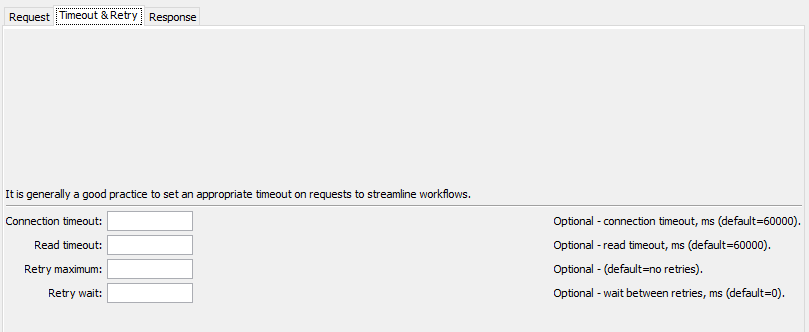 Request Timeout & Retry Response
It is generally a good practice to set an appropriate timeout on requests to streamline workflows.
Connection timeout: Optional - connection timeout, ms (default=60000).
Read timeout: Optional - read timeout, ms (default=60000).
Retry maximum: Optional - (default=no retries).
Retry wait: Optional - wait between retries, ms (default=0).